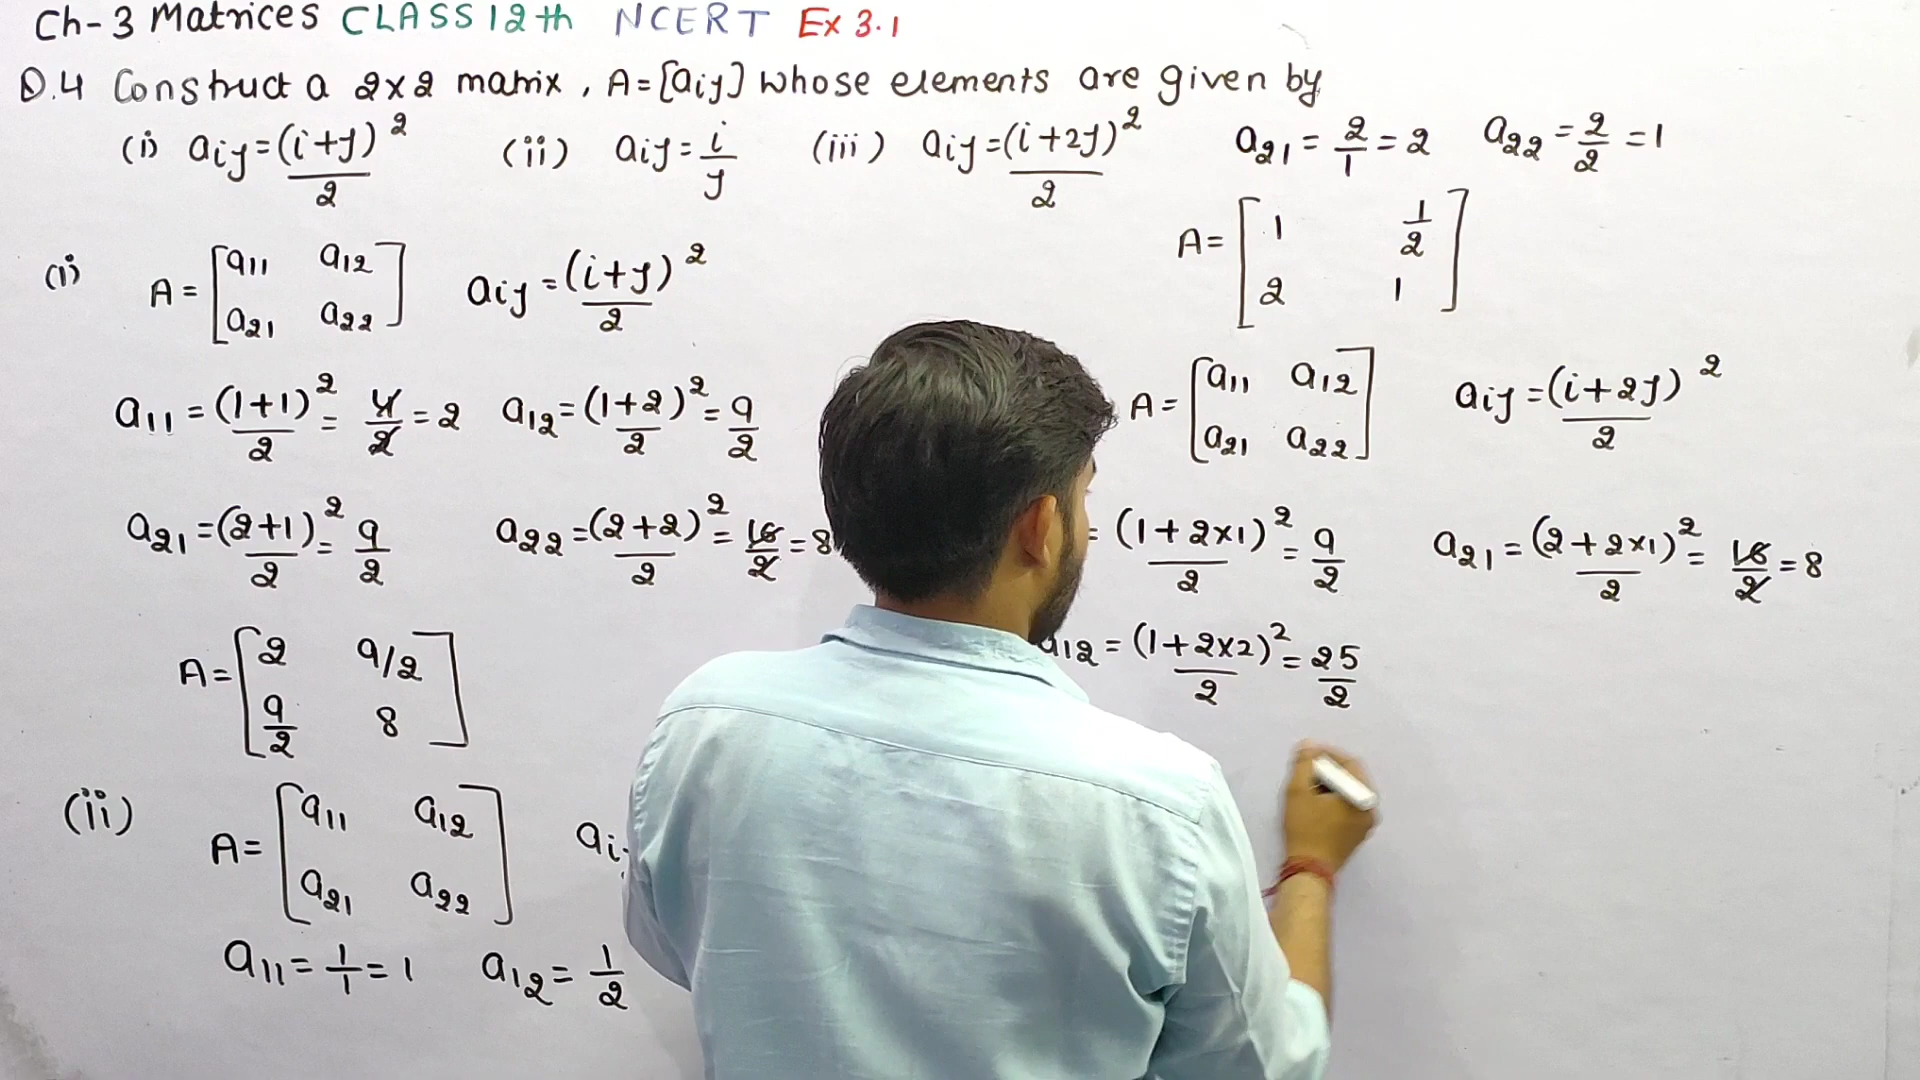 Ch-3 Matrices CLASS 12th NCERT Ex 3.1
Q.4 Construct a 2×2 matrix, A=[aij] whose elements are given by
(i) aij = (i+j)²/2 (ii) aij = i/j (iii) aij = (i+2j)²/2
(i) A = [a11 a12
a21 a22] aij = (i+j)²/2
a11 = (1+1)²/2 = 4/2 = 2 a12 = (1+2)²/2 = 9/2
a21 = (2+1)²/2 = 9/2 a22 = (2+2)²/2 = 16/2 = 8
A = [2 9/2
9/2 8]
(ii) A = [a11 a12
a21 a22]
a11 = 1/1 = 1 a12 = 1/2
a21 = 2/1 = 2 a22 = 2/2 = 1
A = [1 1/2
2 1]
A = [a11 a12
a21 a22] aij = (i+2j)²/2
= (1+2×1)²/2 = 9/2 a21 = (2+2×1)²/2 = 16/2 = 8
a12 = (1+2×2)²/2 = 25/2